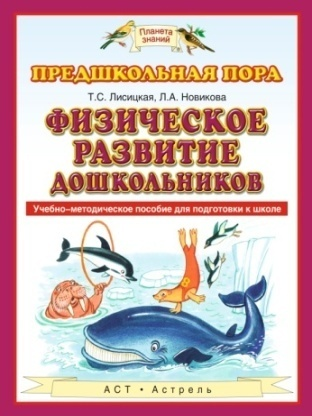 Планета
знаний
ПРЕДШКОЛЬНАЯ ПОРА
Т.С. Лисицкая, Л.А. Новикова
ФИЗИЧЕСКОЕ
РАЗВИТИЕ
ДОШКОЛЬНИКОВ
Учебно-методическое пособие для подготовки к школе
В
АСТ • Астрель